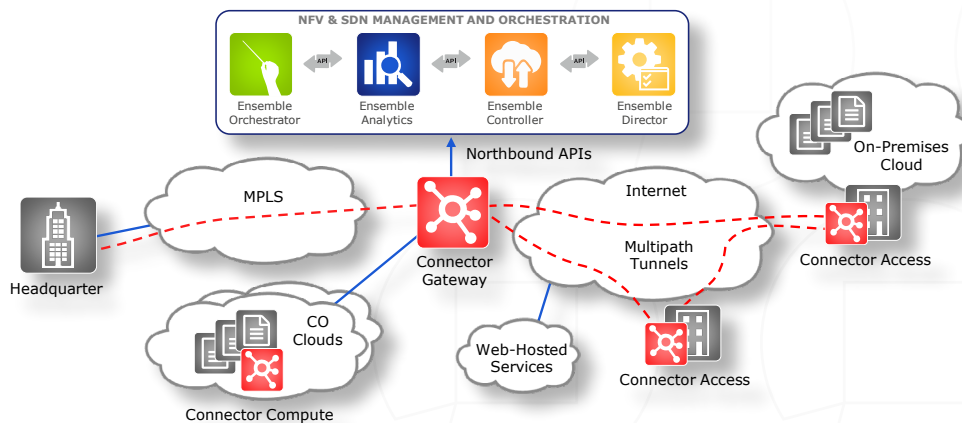 NFV & SDN MANAGEMENT AND ORCHESTRATION
API
API
API
Ensemble
Orchestrator
Ensemble
Analytics
Ensemble
Controller
Ensemble
Director
Northbound APIs
On-Premises
Cloud
MPLS
Internet
Multipath
Tunnels
Connector
Gateway
Connector Access
Headquarter
CO
Clouds
Web-Hosted
Services
Connector Access
Connector Compute